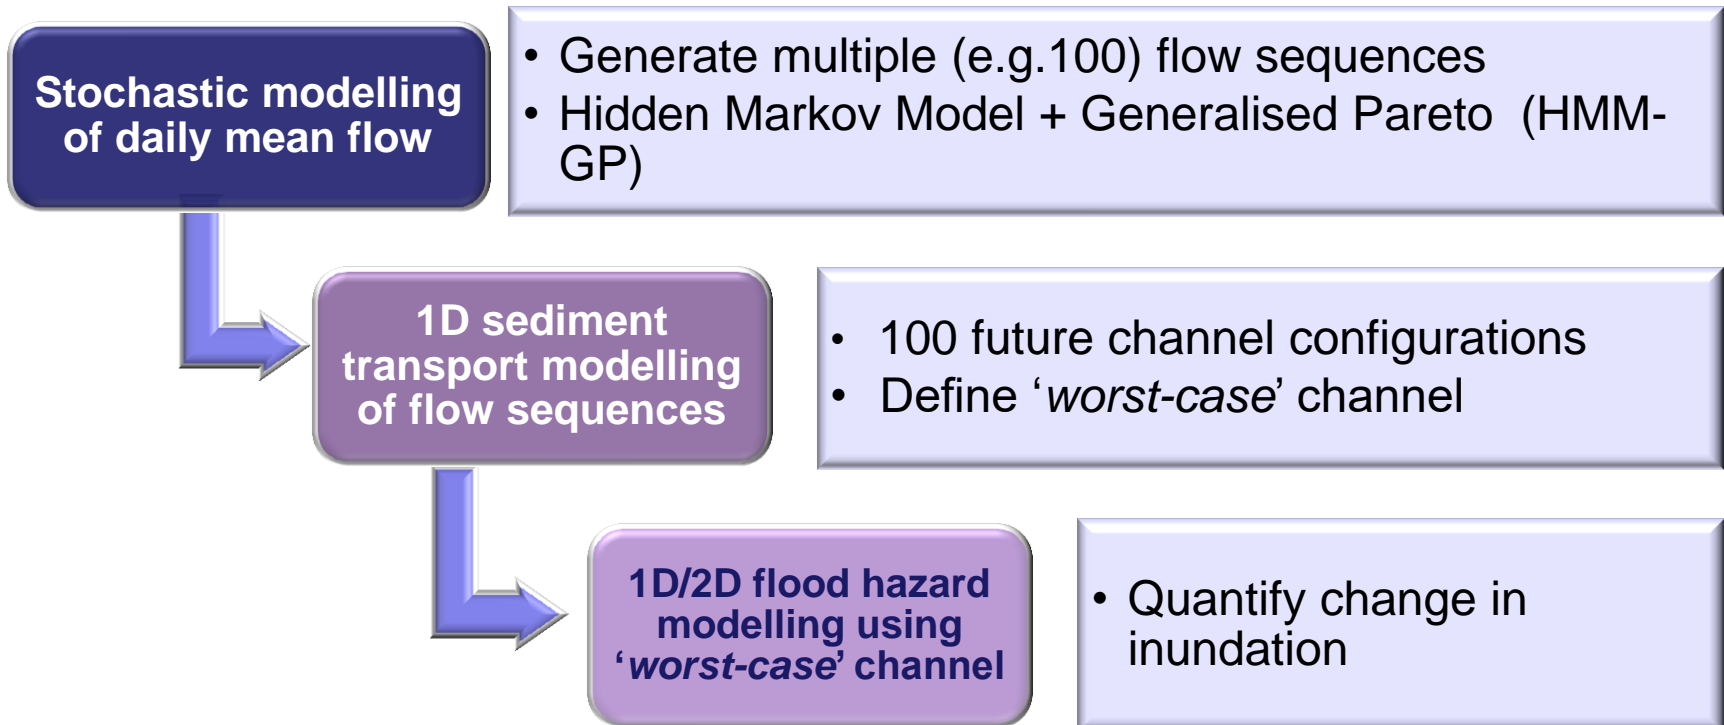 Stochastic modelling
of daily mean flow
• Generate multiple (e.g.100) flow sequences
• Hidden Markov Model + Generalised Pareto (HMM-
GP)
1D sediment
transport modelling
of flow sequences
• 100 future channel configurations
• Define ‘worst-case’ channel
1D/2D flood hazard
modelling using
‘worst-case’ channel
• Quantify change in
inundation